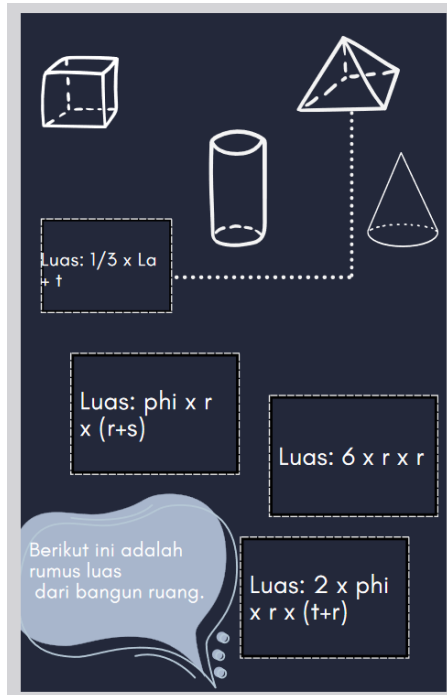 Luas: 1/3 x La
+ t
Luas: phi x r
x (r+s)
Luas: 6 x r x r
Berikut ini adalah
rumus luas
dari bangun ruang.
Luas: 2 x phi
x r x (t+r)